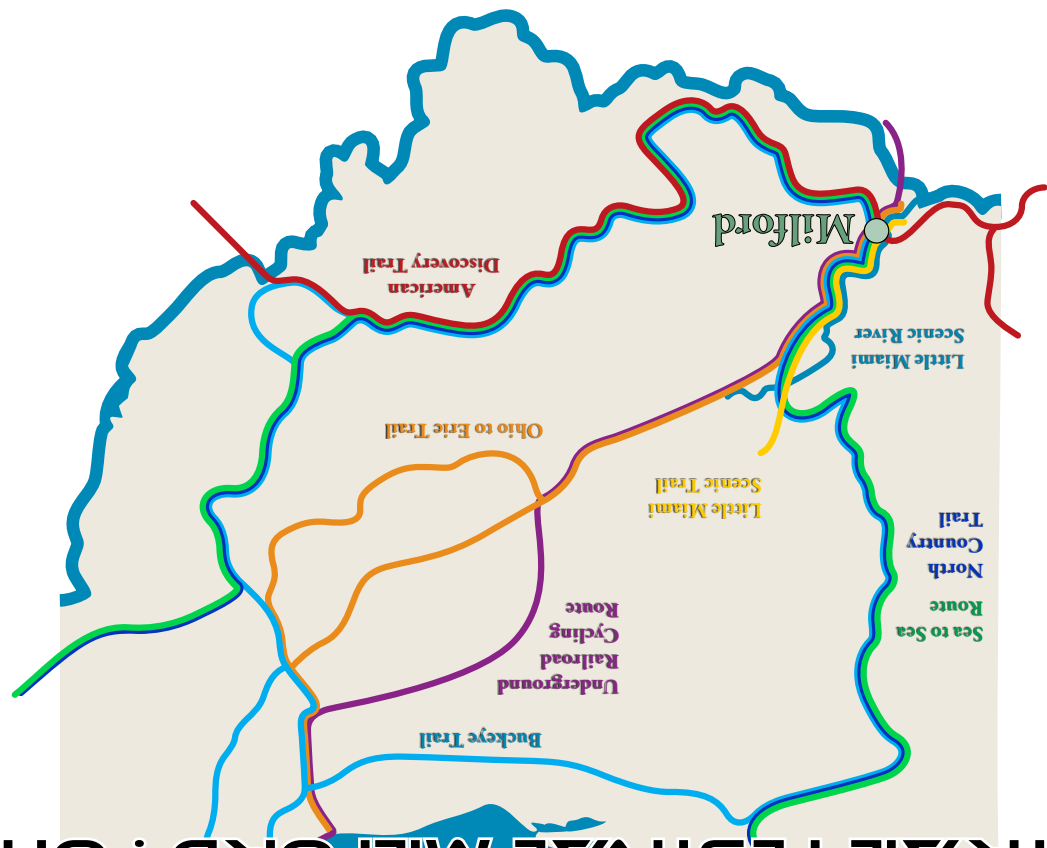 Buckeye Trail
Underground
Railroad
Cycling
Route
Sea to Sea
Route
North
Country
Trail
Little Miami
Scenic Trail
Ohio to Erie Trail
Little Miami
Scenic River
American
Discovery Trail
Milford